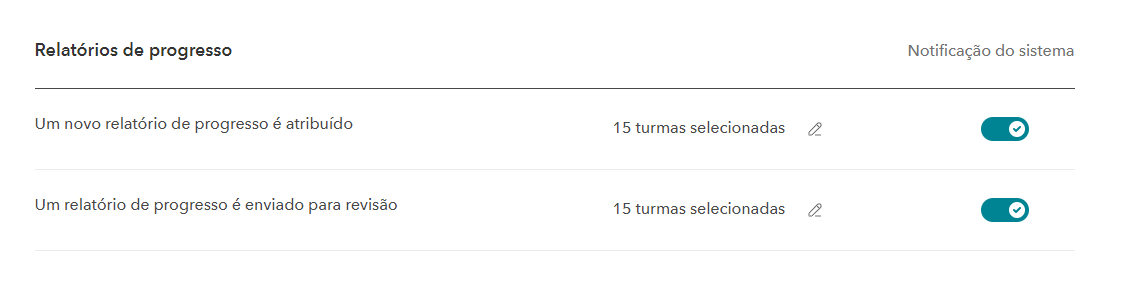 Relatórios de progresso
Notificação do sistema
Um novo relatório de progresso é atribuído
15 turmas selecionadas
Um relatório de progresso é enviado para revisão
15 turmas selecionadas